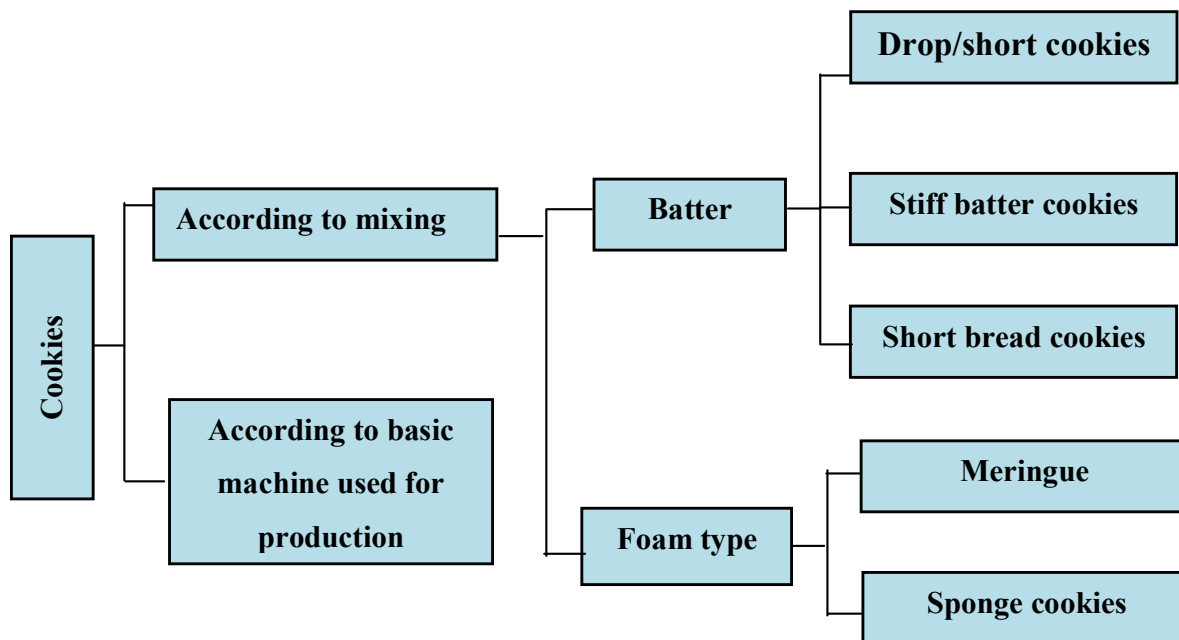 Cookies
According to mixing
According to basic
machine used for
production
Batter
Foam type
Drop/short cookies
Stiff batter cookies
Short bread cookies
Meringue
Sponge cookies